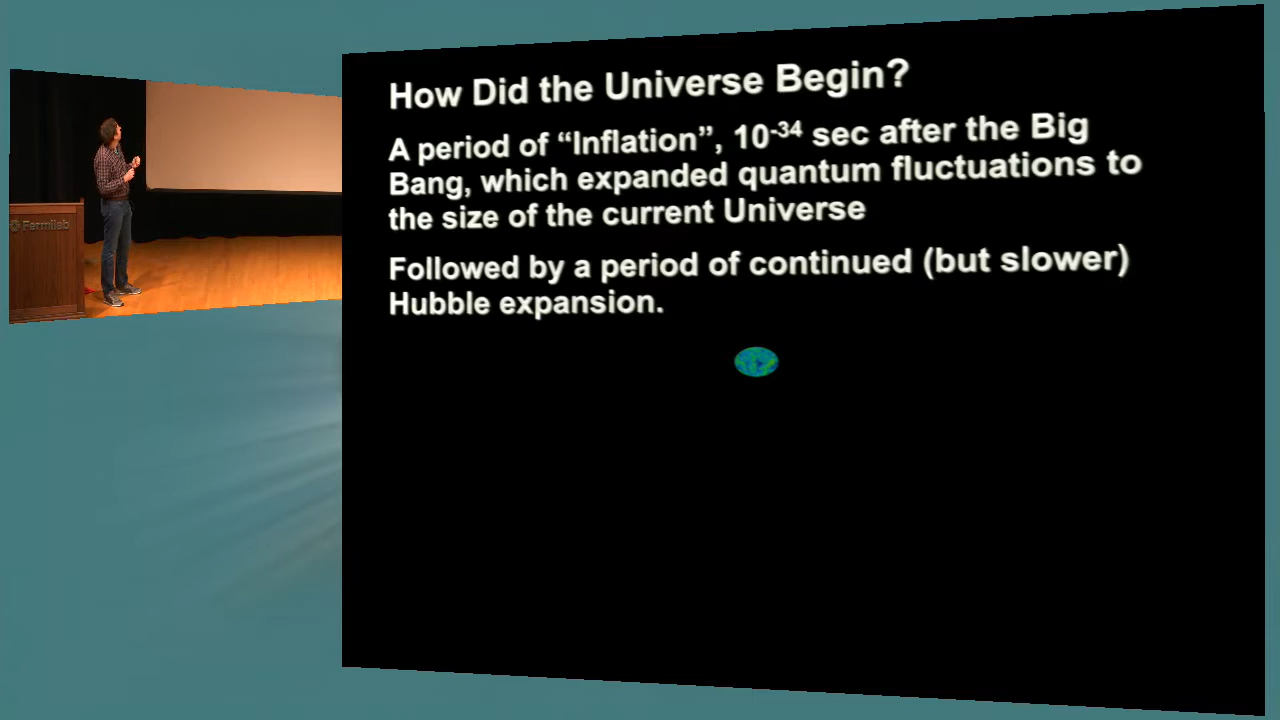 How Did the Universe Begin?
A period of “Inflation”, 10⁻³⁴ sec after the Big
Bang, which expanded quantum fluctuations to
the size of the current Universe
Followed by a period of continued (but slower)
Hubble expansion.
Fermilab